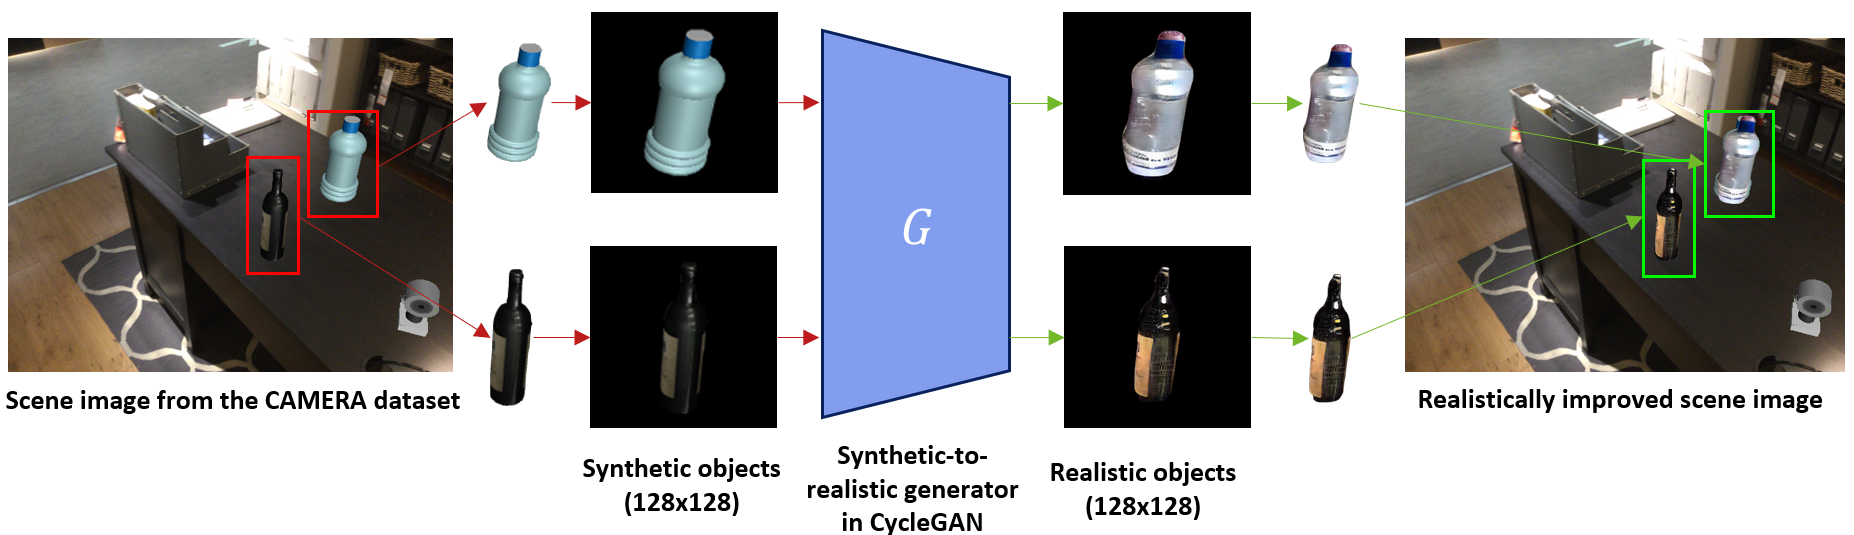 G
Scene image from the CAMERA dataset
Synthetic objects
(128x128)
Synthetic-to-
realistic generator
in CycleGAN
Realistic objects
(128x128)
Realistically improved scene image